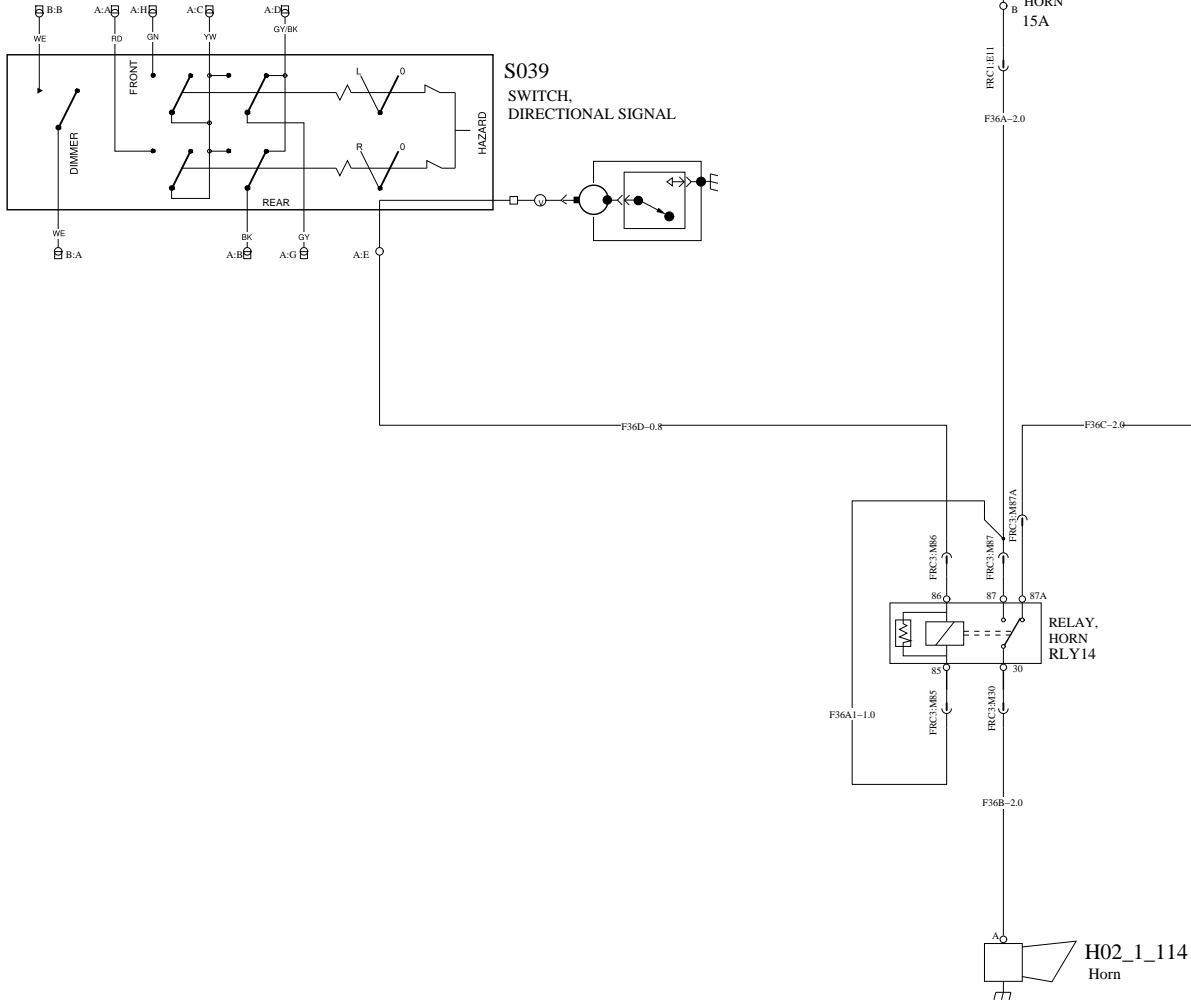 B:B
A:A
A:H
A:C
A:D
WE
RD
GN
YW
GY/BK
B
HORN
15A
FRC1:E11
F36A–2.0
FRONT
L
0
DIMMER
R
0
HAZARD
REAR
S039
SWITCH,
DIRECTIONAL SIGNAL
V
WE
BK
GY
B:A
A:B
A:G
A:E
F36D–0.8
F36C–2.0
FRC3:M86
FRC3:M87
FRC3:M87A
86
87
87A
RELAY,
HORN
RLY14
85
30
FRC3:M85
FRC3:M30
F36A1–1.0
F36B–2.0
A
H02_1_114
Horn